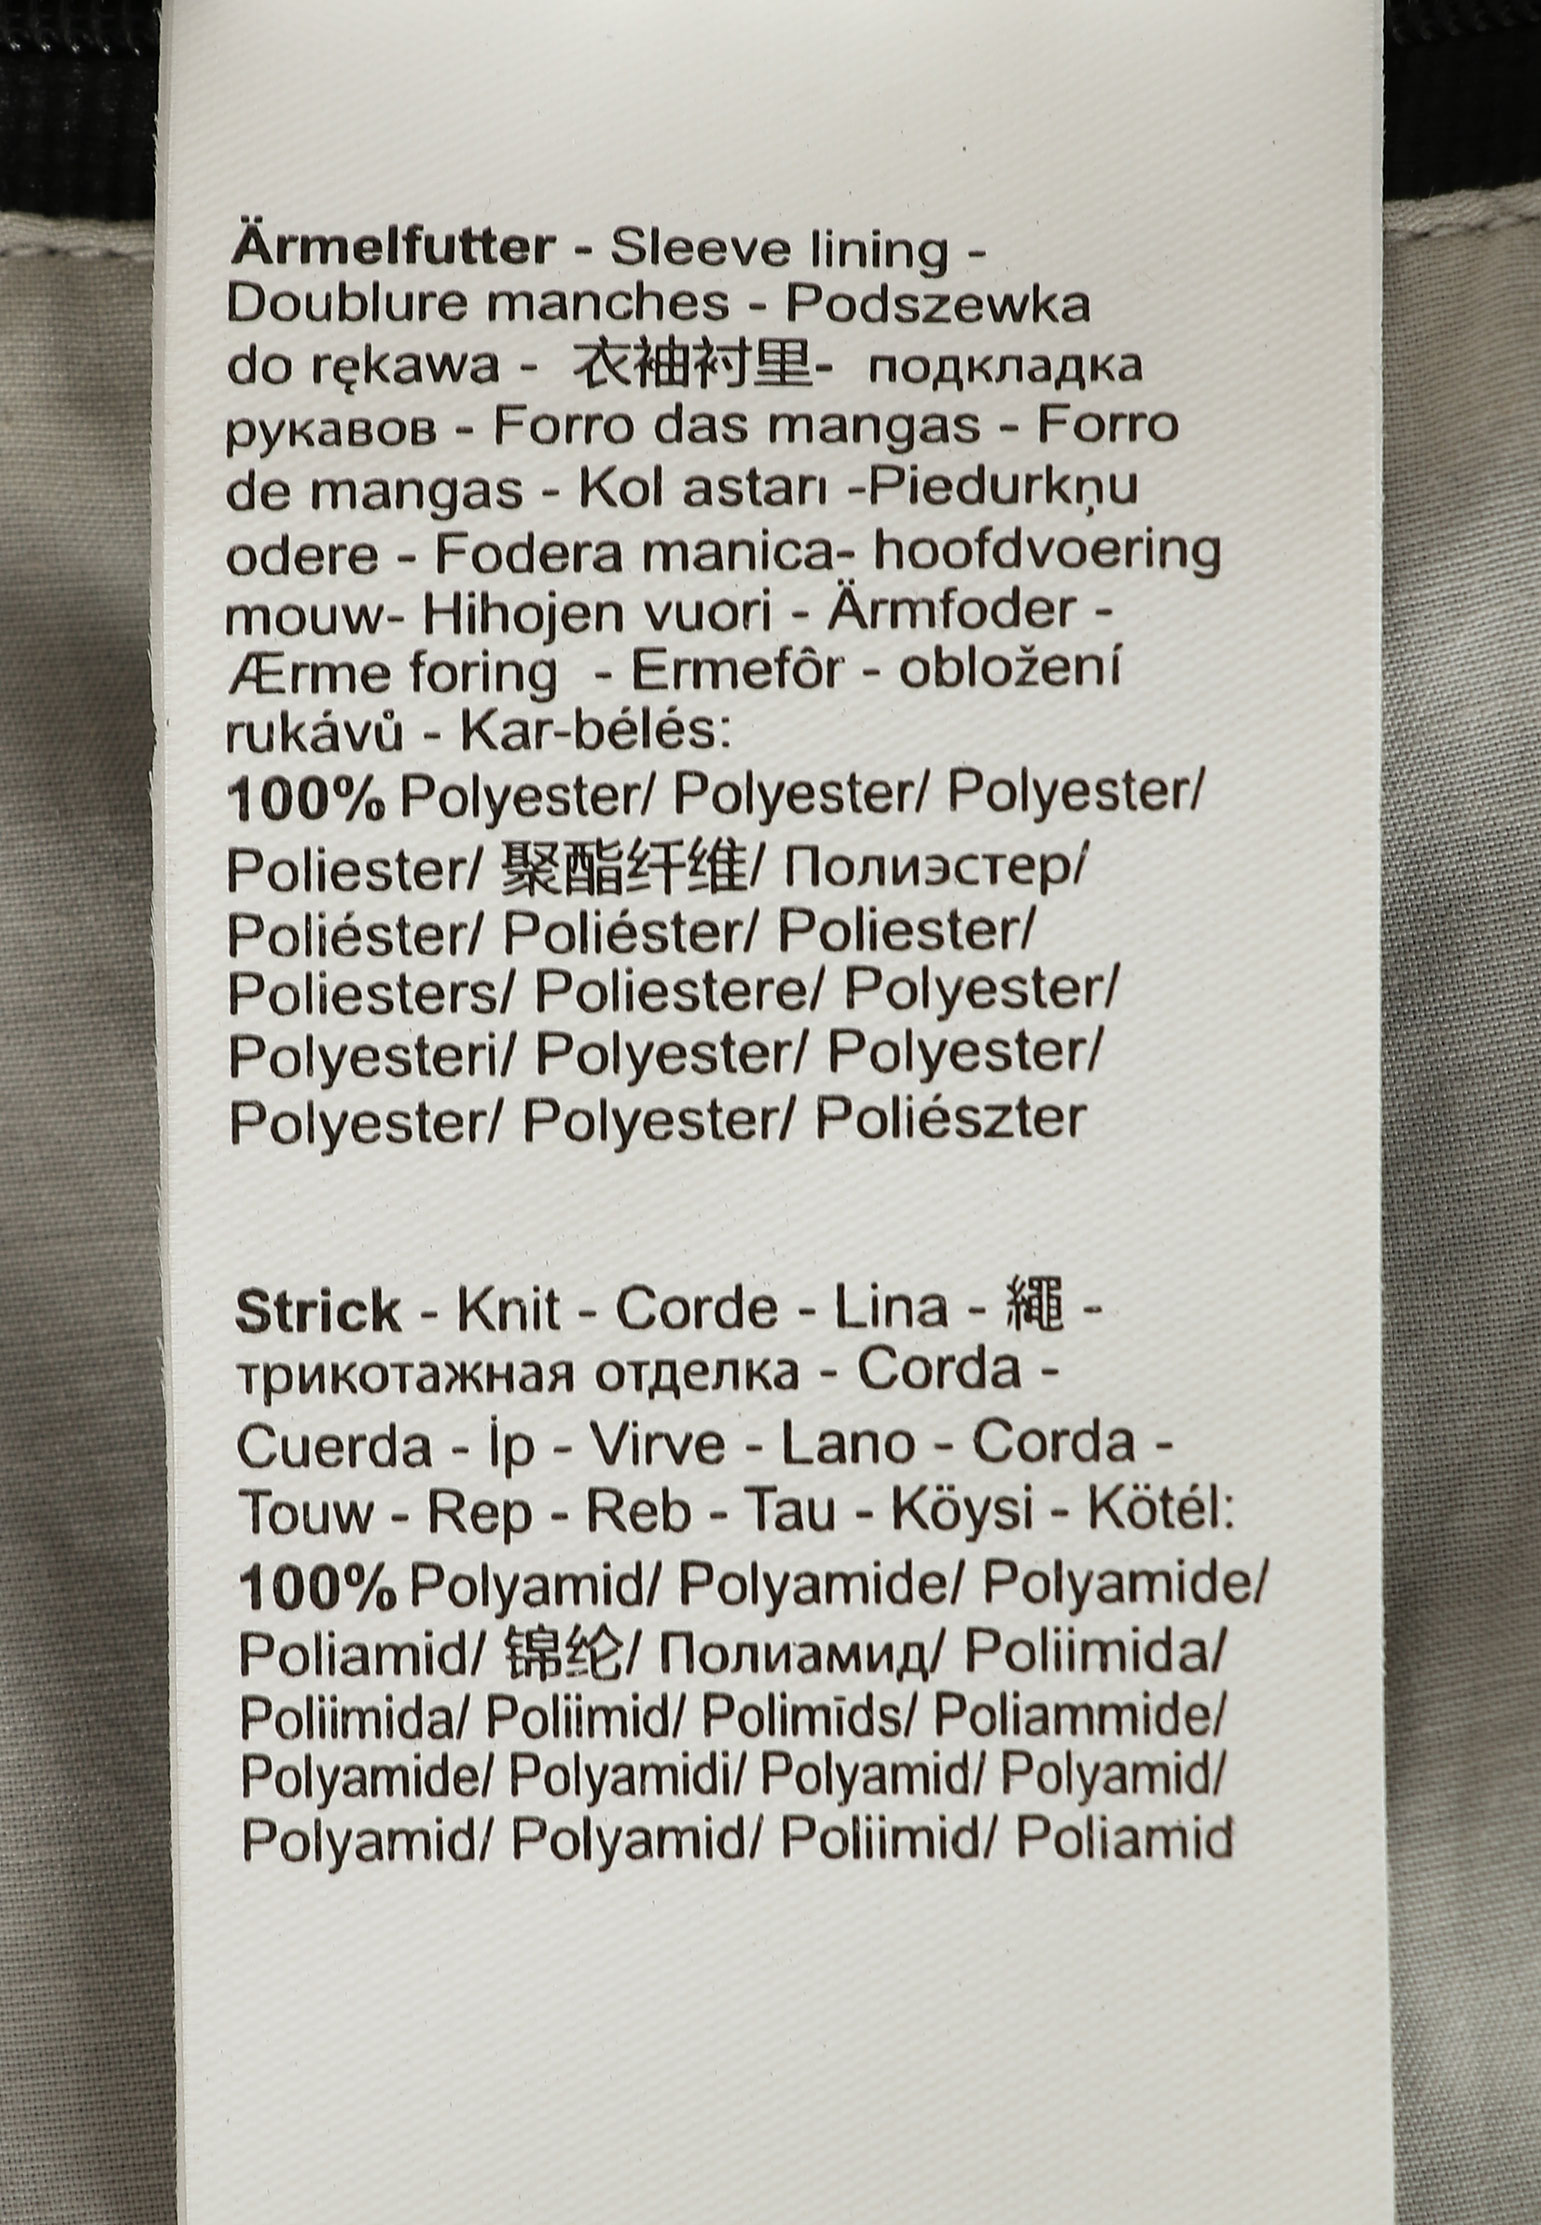 Ärmelfutter - Sleeve lining -
Doublure manches - Podszewka
do rękawa - 衣袖衬里- подкладка
рукавов - Forro das mangas - Forro
de mangas - Kol astarı -Piedurkņu
odere - Fodera manica- hoofdvoering
mouw- Hihojen vuori - Ärmfoder -
Ærme foring - Ermefôr - obložení
rukávů - Kar-bélés:
100% Polyester/ Polyester/ Polyester/
Poliester/ 聚酯纤维/ Полиэстер/
Poliéster/ Poliéster/ Poliester/
Poliesters/ Poliestere/ Polyester/
Polyesteri/ Polyester/ Polyester/
Polyester/ Polyester/ Poliészter
Strick - Knit - Corde - Lina - 繩 -
трикотажная отделка - Corda -
Cuerda - İp - Virve - Lano - Corda -
Touw - Rep - Reb - Tau - Köysi - Kötél:
100% Polyamid/ Polyamide/ Polyamide/
Poliamid/ 锦纶/ Полиамид/ Poliimida/
Poliimida/ Poliimid/ Polimīds/ Poliammide/
Polyamide/ Polyamidi/ Polyamid/ Polyamid/
Polyamid/ Polyamid/ Poliimid/ Poliamid